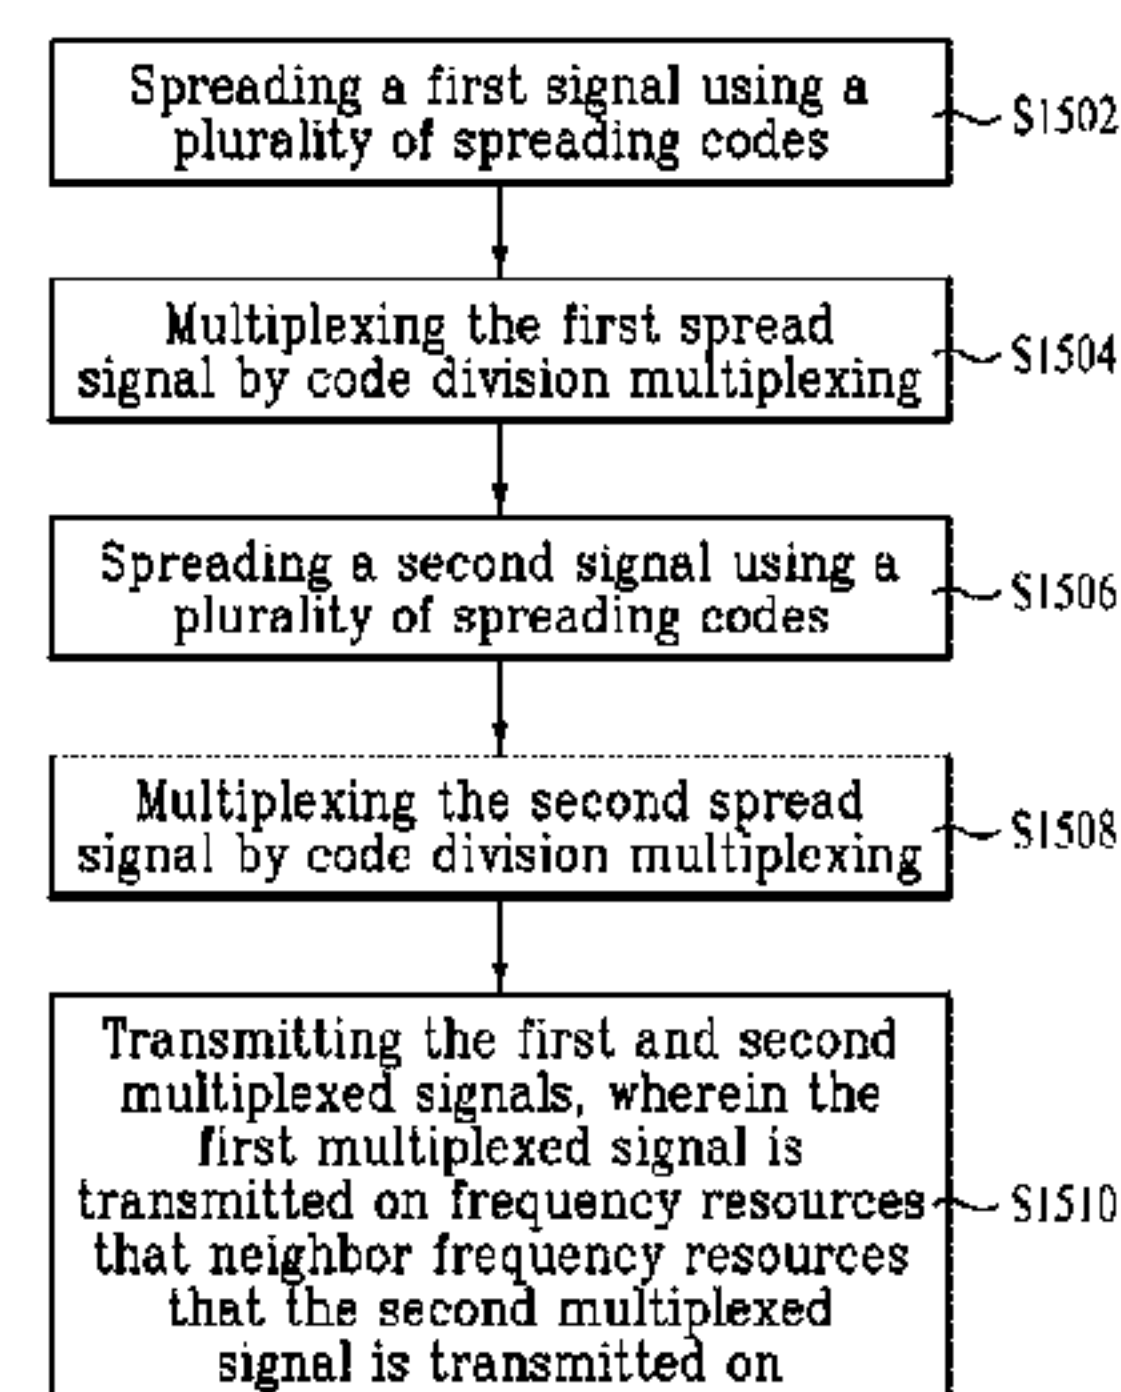 Spreading a first signal using a
plurality of spreading codes
S1502
Multiplexing the first spread
signal by code division multiplexing
S1504
Spreading a second signal using a
plurality of spreading codes
S1506
Multiplexing the second spread
signal by code division multiplexing
S1508
Transmitting the first and second
multiplexed signals, wherein the
first multiplexed signal is
transmitted on frequency resources
that neighbor frequency resources
that the second multiplexed
signal is transmitted on
S1510